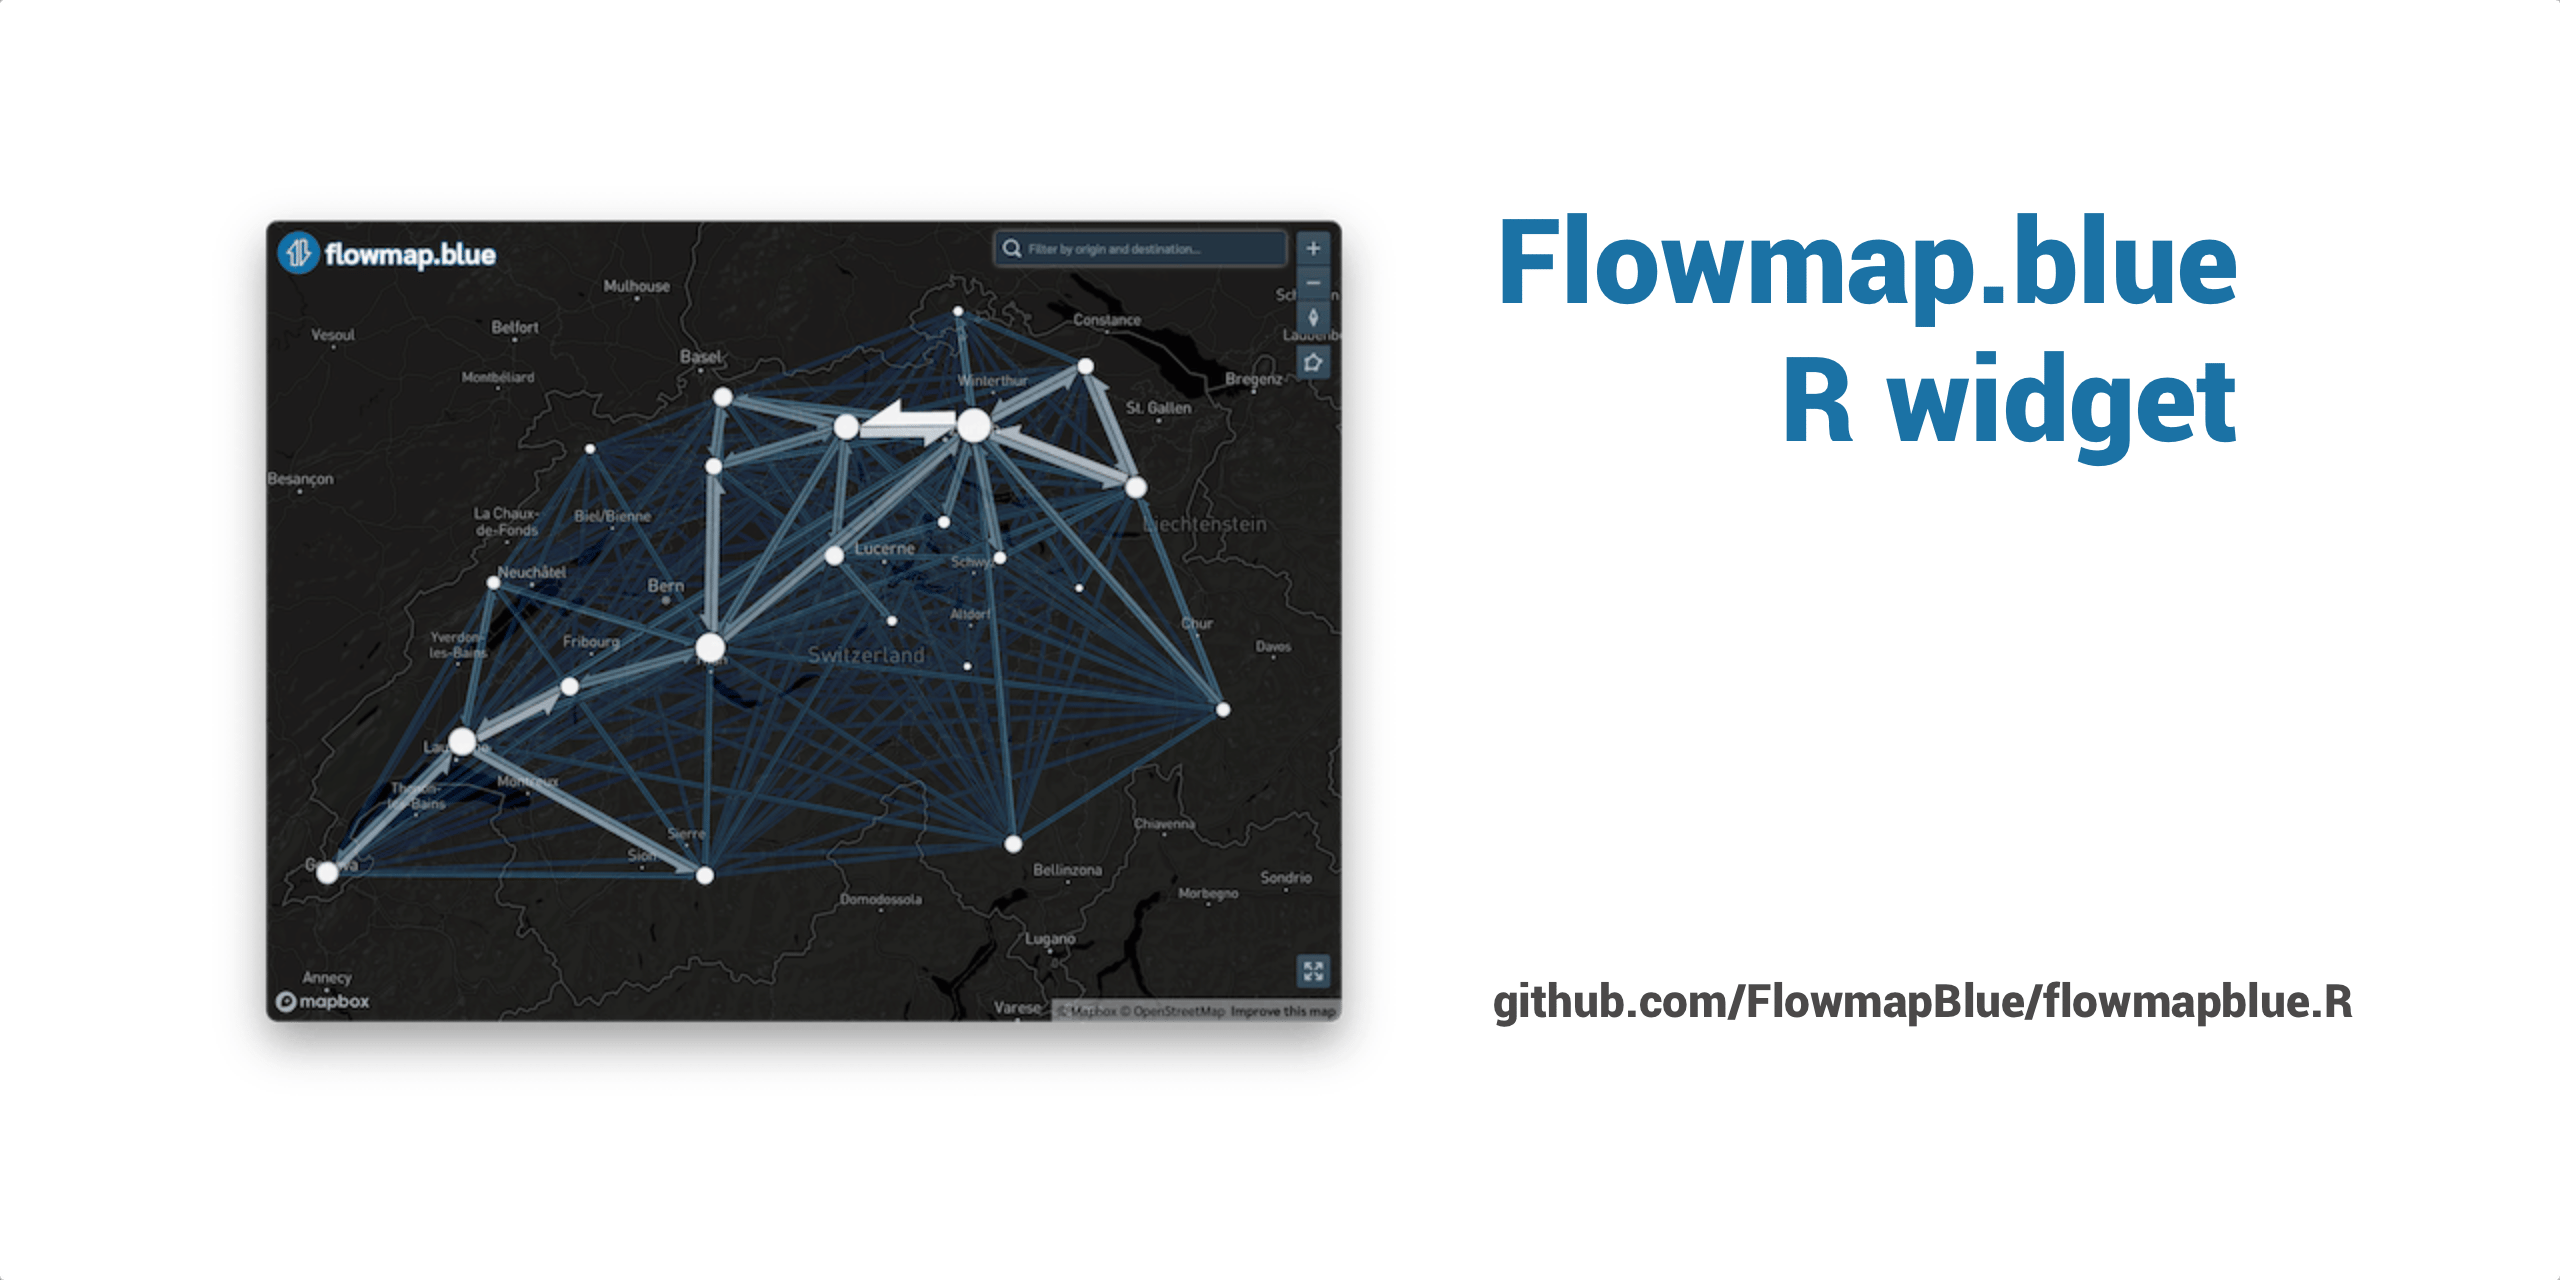 flowmap.blue
Filter by origin and destination...
Flowmap.blue
R widget
Mulhouse
Vesoul
Belfort
Constance
Basel
Montbéliard
Winterthur
Bregenz
St. Gallen
Besançon
La Chaux-
de-Fonds
Biel/Bienne
Liechtenstein
Lucerne
Neuchâtel
Bern
Altdorf
Yverdon-
les-Bains
Fribourg
Chur
Switzerland
Davos
Montreux
Thonon-
les-Bains
Sierre
Sion
Chiavenna
Bellinzona
Sondrio
Domodossola
Morbegno
Lugano
Annecy
mapbox
Varese
© Mapbox © OpenStreetMap Improve this map
github.com/FlowmapBlue/flowmapblue.R